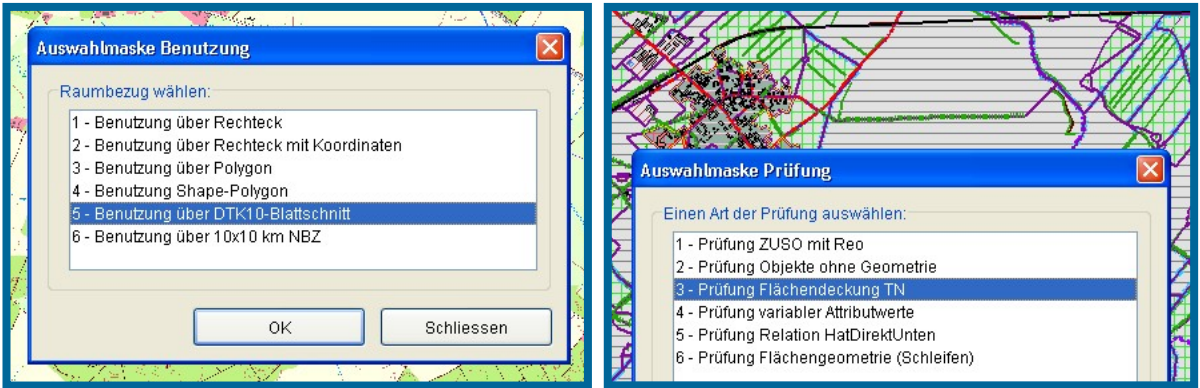 Auswahlmaske Benutzung
Raumbezug wählen:
1 - Benutzung über Rechteck
2 - Benutzung über Rechteck mit Koordinaten
3 - Benutzung über Polygon
4 - Benutzung Shape-Polygon
5 - Benutzung über DTK10-Blattschnitt
6 - Benutzung über 10x10 km NBZ
OK
Schliessen
Auswahlmaske Prüfung
Einen Art der Prüfung auswählen:
1 - Prüfung ZUSO mit Reo
2 - Prüfung Objekte ohne Geometrie
3 - Prüfung Flächendeckung TN
4 - Prüfung variabler Attributwerte
5 - Prüfung Relation HatDirektUnten
6 - Prüfung Flächengeometrie (Schleifen)